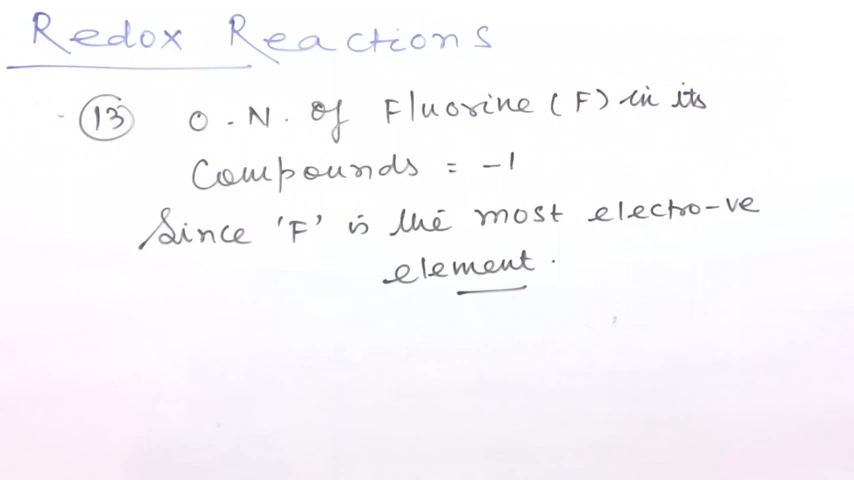 Redox Reactions
(13) O.N. of Fluorine (F) in its
Compounds = -1
Since 'F' is the most electro-ve
element.